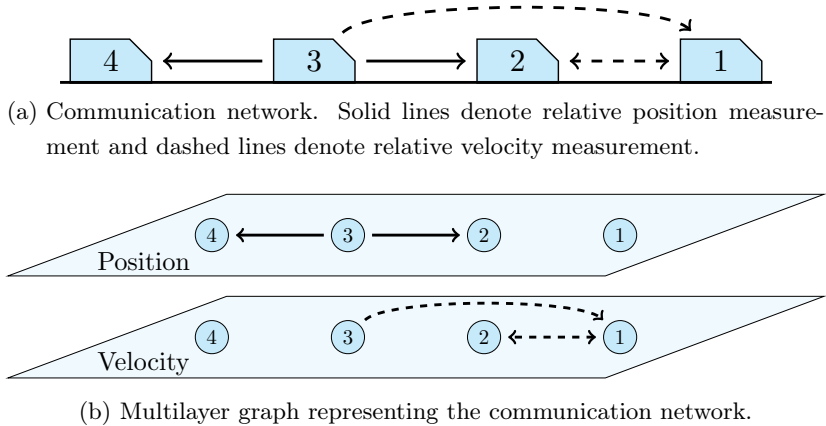 4 3 2 1
(a) Communication network. Solid lines denote relative position measure-
ment and dashed lines denote relative velocity measurement.
4 3 2 1
Position
4 3 2 1
Velocity
(b) Multilayer graph representing the communication network.